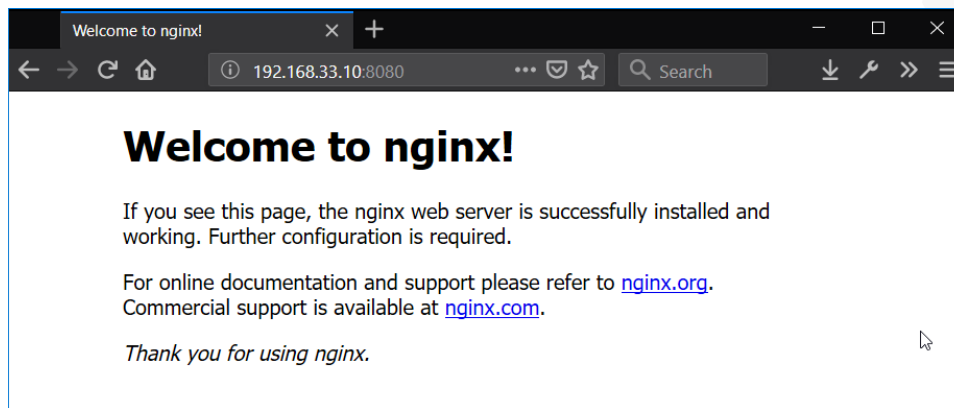 Welcome to nginx!
192.168.33.10:8080
Search
Welcome to nginx!
If you see this page, the nginx web server is successfully installed and
working. Further configuration is required.
For online documentation and support please refer to nginx.org.
Commercial support is available at nginx.com.
Thank you for using nginx.